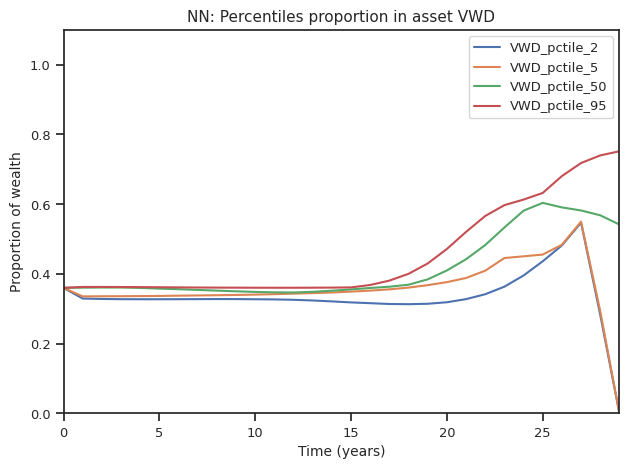 NN: Percentiles proportion in asset VWD
VWD_pctile_2
VWD_pctile_5
VWD_pctile_50
VWD_pctile_95
Proportion of wealth
1.0
0.8
0.6
0.4
0.2
0.0
0 5 10 15 20 25
Time (years)